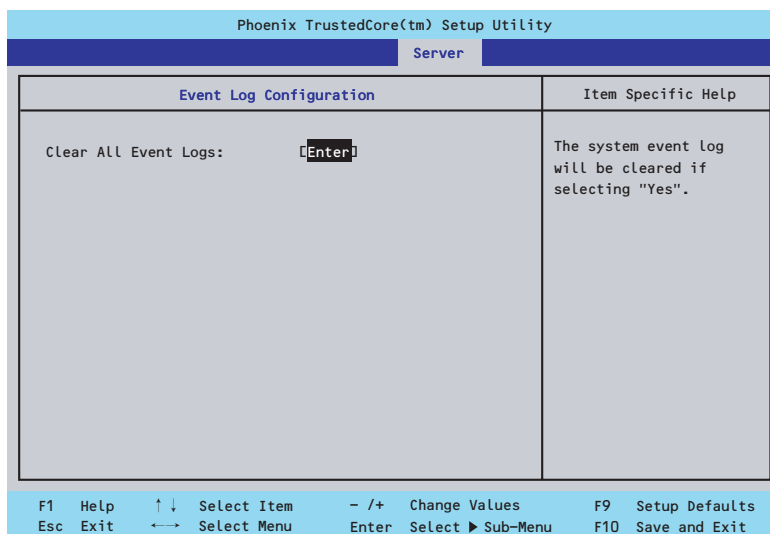 Phoenix TrustedCore(tm) Setup Utility
Server
Event Log Configuration
Item Specific Help
Clear All Event Logs: [Enter]
The system event log
will be cleared if
selecting "Yes".
F1 Help ↑↓ Select Item - /+ Change Values F9 Setup Defaults
Esc Exit ←→ Select Menu Enter Select ▶ Sub-Menu F10 Save and Exit